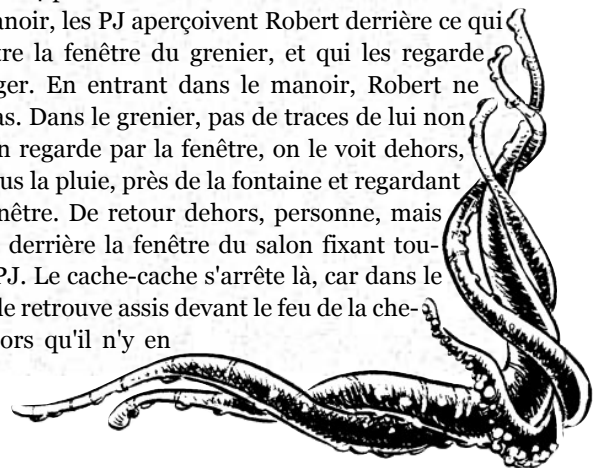 anoir, les PJ aperçoivent Robert derrière ce qui
tre la fenêtre du grenier, et qui les regarde
ger. En entrant dans le manoir, Robert ne
as. Dans le grenier, pas de traces de lui non
n regarde par la fenêtre, on le voit dehors,
us la pluie, près de la fontaine et regardant
nêtre. De retour dehors, personne, mais
derrière la fenêtre du salon fixant tou-
PJ. Le cache-cache s'arrête là, car dans le
le retrouve assis devant le feu de la che-
ors qu'il n'y en